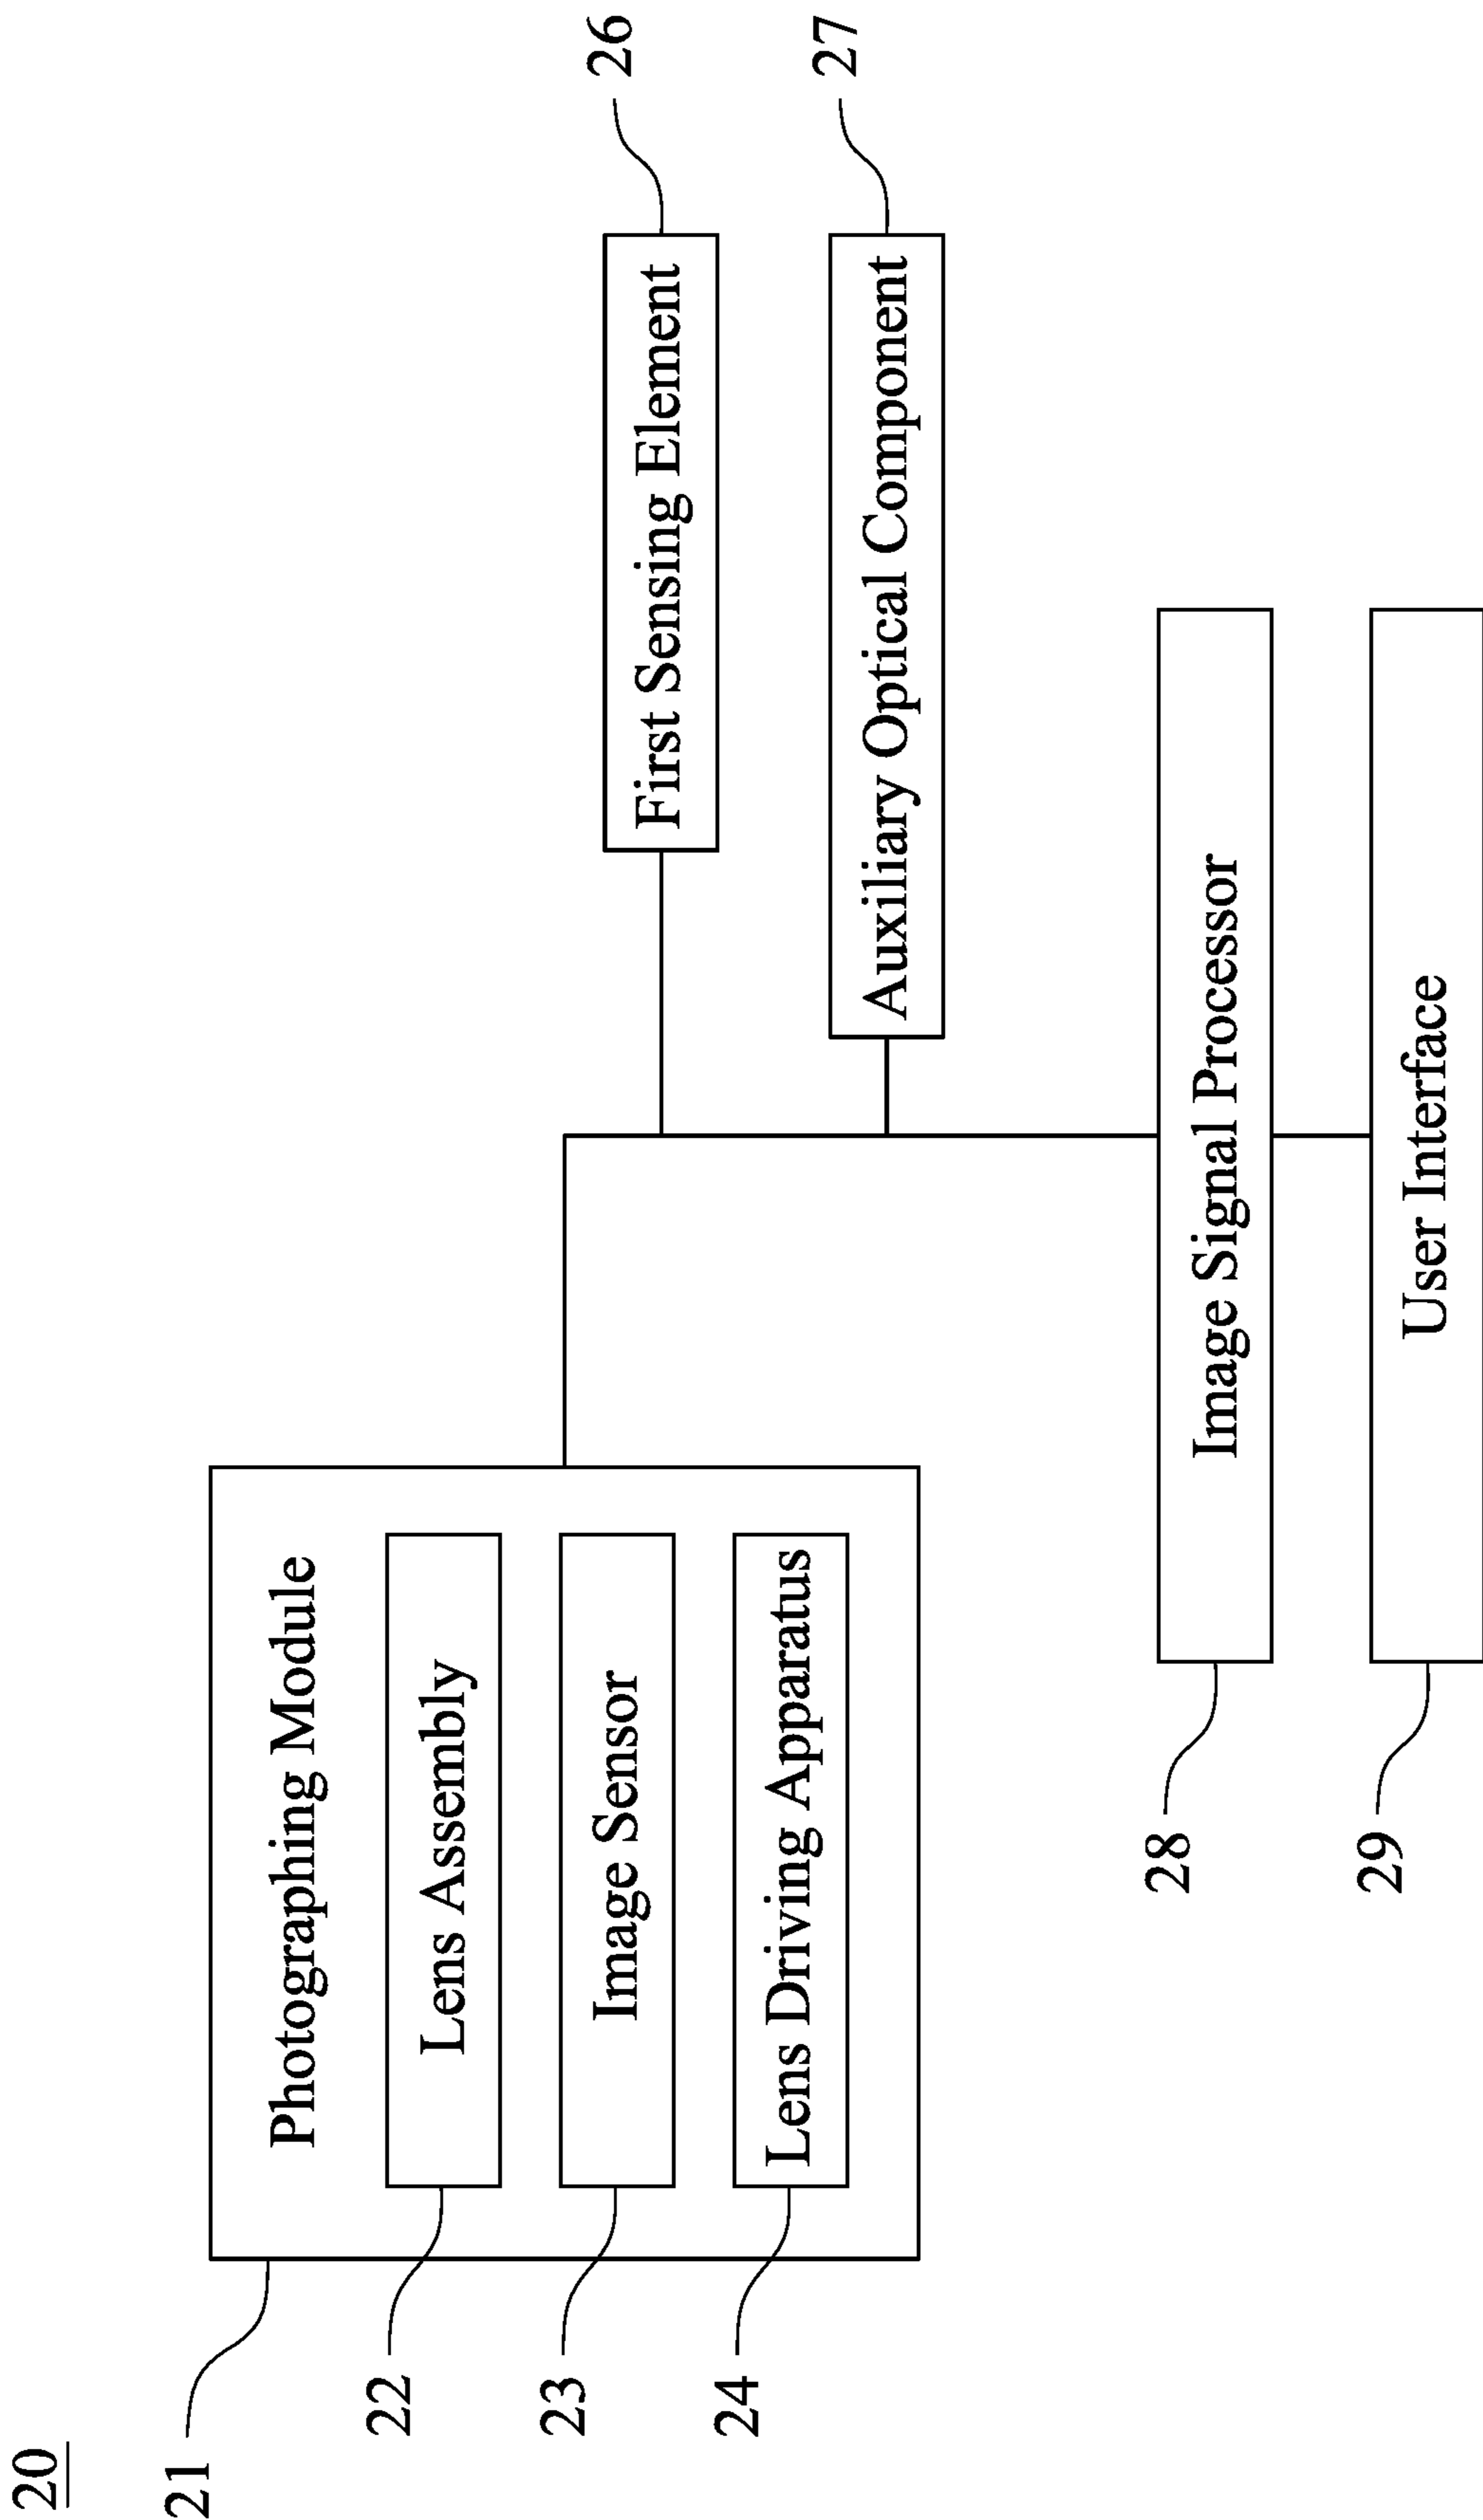 20
21
Photographing Module
22
Lens Assembly
23
Image Sensor
24
Lens Driving Apparatus
First Sensing Element
26
Auxiliary Optical Component
27
28
Image Signal Processor
29
User Interface